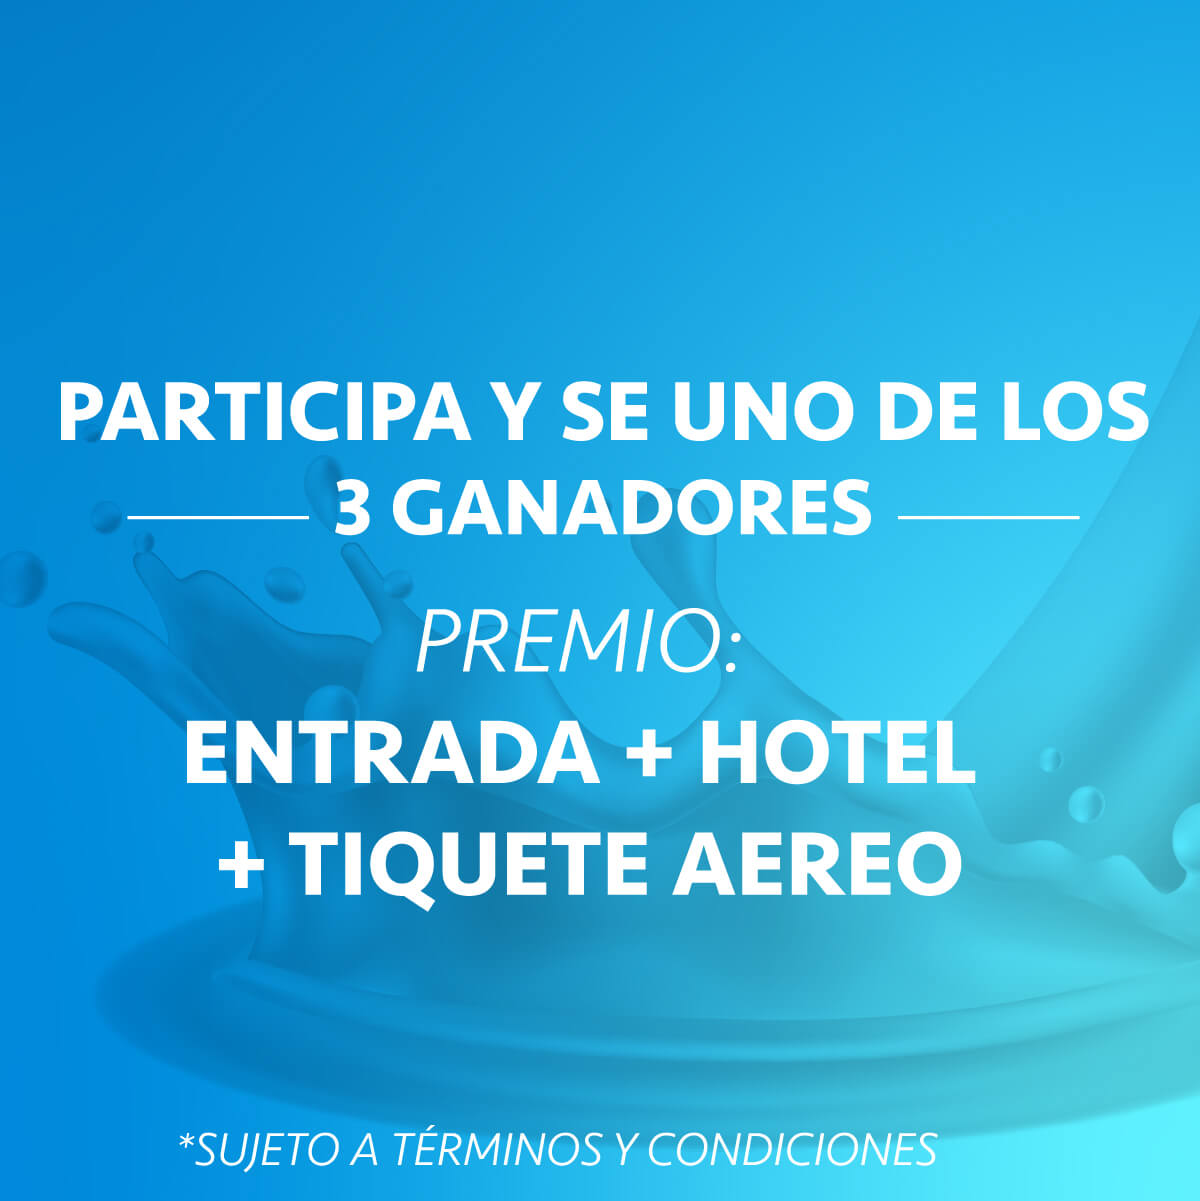 PARTICIPA Y SE UNO DE LOS
3 GANADORES
PREMIO:
ENTRADA + HOTEL
+ TIQUETE AEREO
*SUJETO A TÉRMINOS Y CONDICIONES